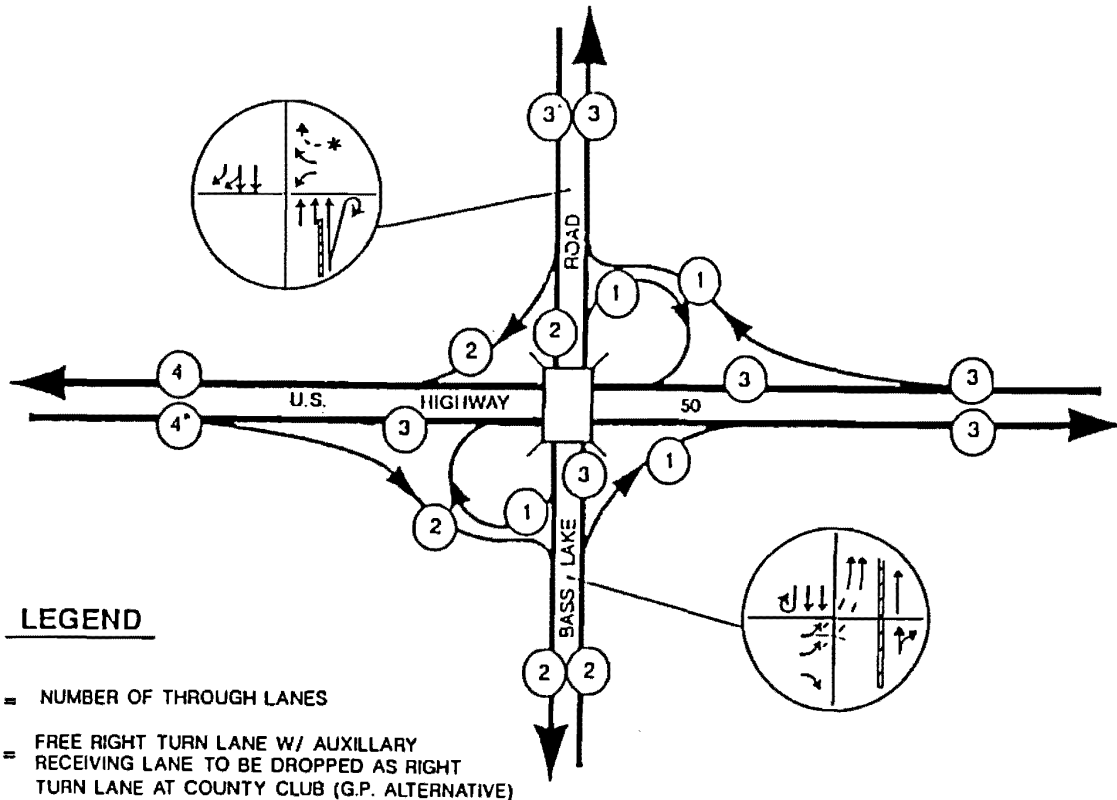 3* 3
*
ROAD
1
1
2
2
4
3
3
U.S. HIGHWAY 50
4*
3
3
3
1
1
2
BASS LAKE
2 2
LEGEND
= NUMBER OF THROUGH LANES
= FREE RIGHT TURN LANE W/ AUXILLARY
RECEIVING LANE TO BE DROPPED AS RIGHT
TURN LANE AT COUNTY CLUB (G.P. ALTERNATIVE)